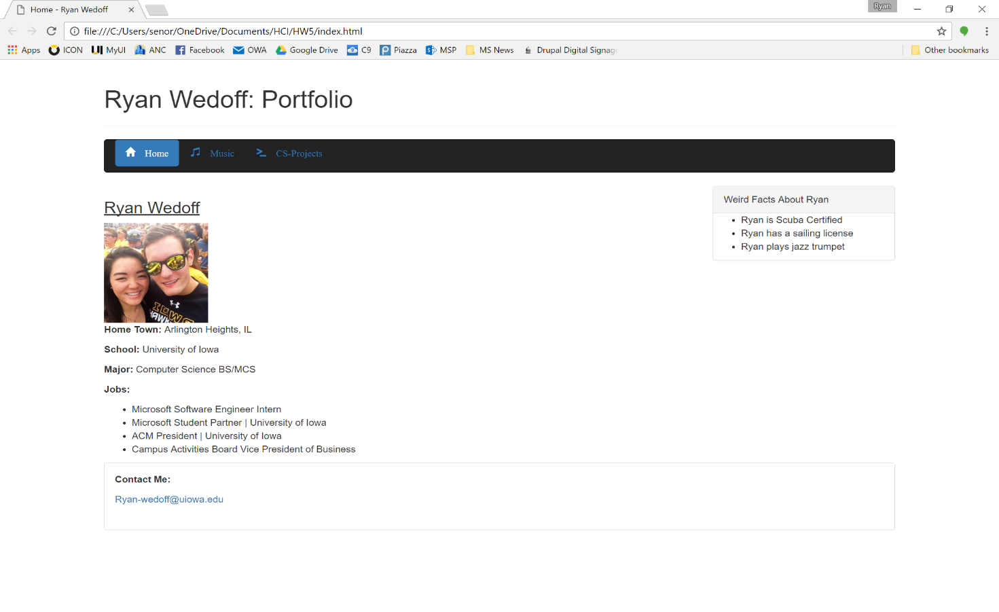 Home - Ryan Wedoff
Ryan
file:///C:/Users/senor/OneDrive/Documents/HCI/HW5/index.html
Apps ICON MyUI ANC Facebook OWA Google Drive C9 Piazza MSP MS News Drupal Digital Signag Other bookmarks
Ryan Wedoff: Portfolio
Home Music CS-Projects
Ryan Wedoff
IOWA
HAWK
Home Town: Arlington Heights, IL
School: University of Iowa
Major: Computer Science BS/MCS
Jobs:
• Microsoft Software Engineer Intern
• Microsoft Student Partner | University of Iowa
• ACM President | University of Iowa
• Campus Activities Board Vice President of Business
Weird Facts About Ryan
• Ryan is Scuba Certified
• Ryan has a sailing license
• Ryan plays jazz trumpet
Contact Me:
Ryan-wedoff@uiowa.edu